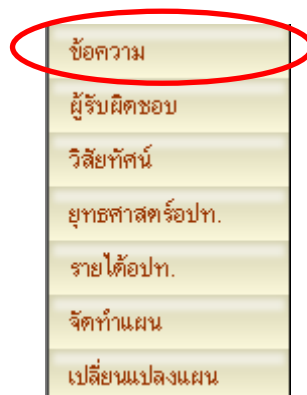 ข้อความ
ผู้รับผิดชอบ
วิสัยทัศน์
ยุทธศาสตร์อปท.
รายได้อปท.
จัดทำแผน
เปลี่ยนแปลงแผน